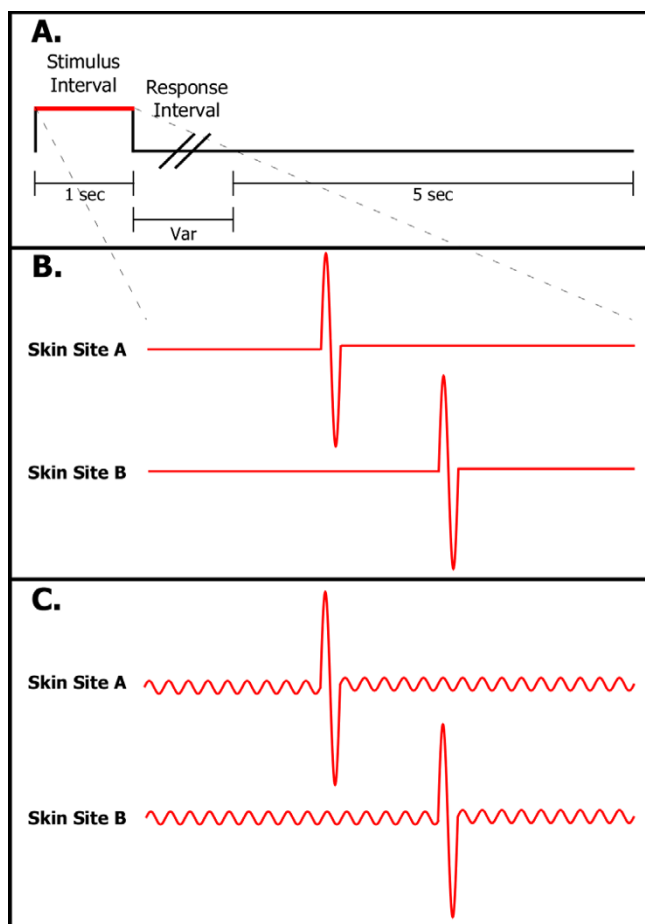 A.
Stimulus
Interval
Response
Interval
1 sec
5 sec
Var
B.
Skin Site A
Skin Site B
C.
Skin Site A
Skin Site B